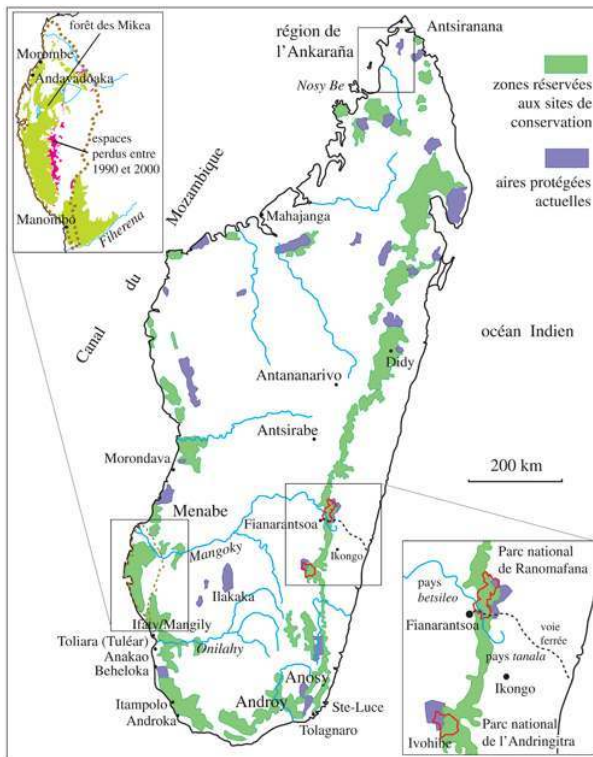 forêt des Mikea
Morombe
Andavadoaka
espaces
perdus entre
1990 et 2000
Manombo
Fiherena
région de
l'Ankaraña
Antsiranana
Nosy Be
zones réservées
aux sites de
conservation
aires protégées
actuelles
Canal du Mozambique
Mahajanga
océan Indien
Didy
Antananarivo
Antsirabe
Morondava
200 km
Menabe
Fianarantsoa
Mangoky
Ikongo
Ilakaka
Ifaty/Mangily
Toliara (Tuléar)
Onilahy
Anakao
Beheloka
Anosy
Itampolo
Androy
Ste-Luce
Androka
Tolagnaro
Parc national
de Ranomafana
pays
betsileo
Fianarantsoa
voie
ferrée
pays tanala
Ikongo
Parc national
de l'Andringitra
Ivohibe